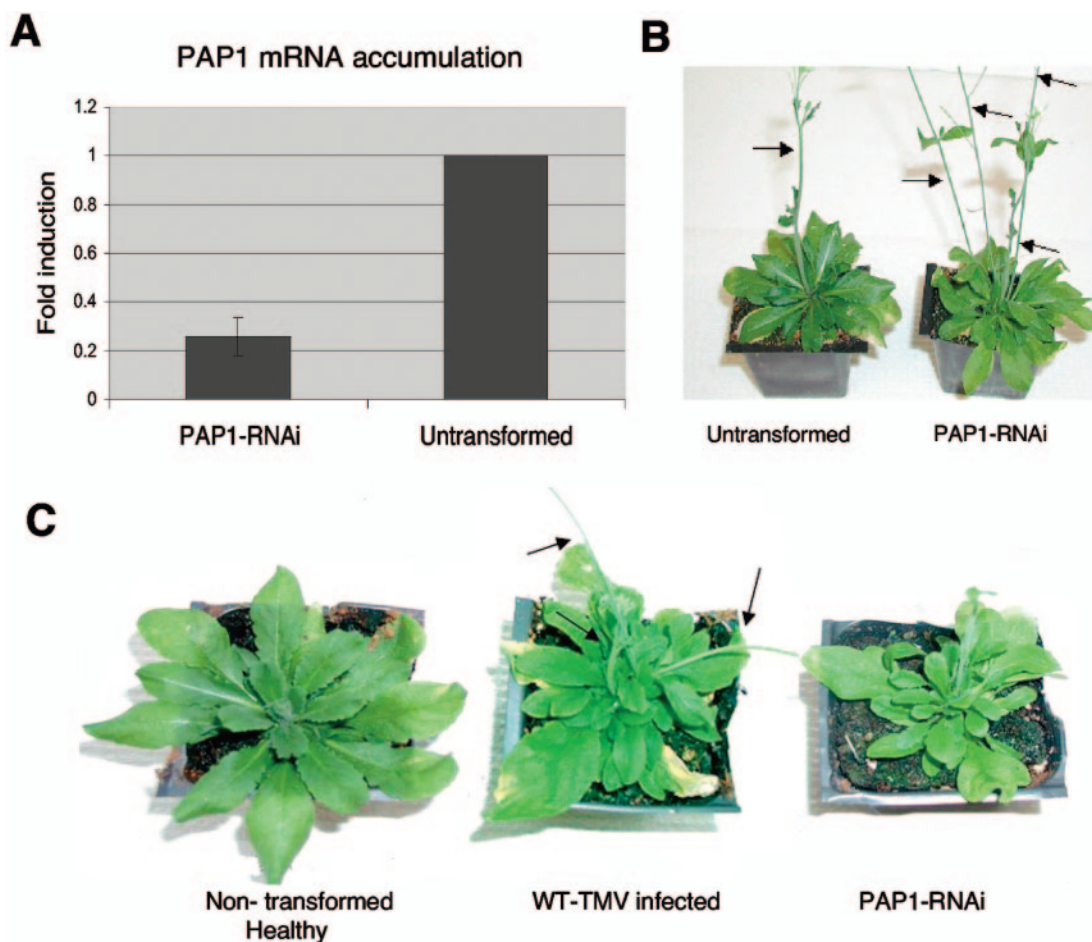 A
PAP1 mRNA accumulation
1.2
1
0.8
0.6
0.4
0.2
0
Fold induction
PAP1-RNAi
Untransformed
B
Untransformed
PAP1-RNAi
C
Non- transformed
Healthy
WT-TMV infected
PAP1-RNAi